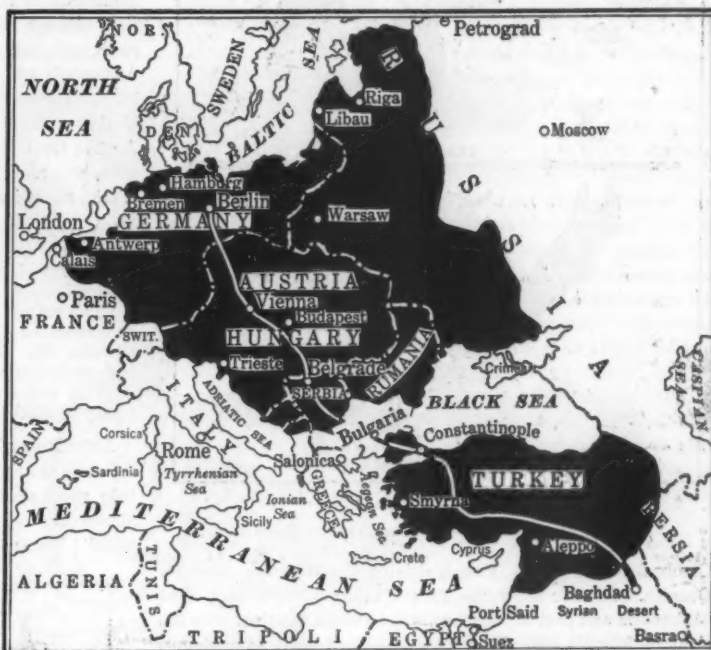 NOR.
Petrograd
NORTH
SEA
SWEDEN
SEA
BALTIC
DEN.
RUSSIA
Riga
Libau
Moscow
Hamburg
Bremen
Berlin
GERMANY
Warsaw
London
Antwerp
Calais
AUSTRIA
Vienna
Budapest
HUNGARY
Paris
FRANCE
SWIT.
Trieste
Belgrade
SERBIA
RUMANIA
Crimea
CASPIAN
SEA
BLACK SEA
ITALY
ADRIATIC SEA
Bulgaria
Constantinople
SPAIN
Corsica
Rome
Salonica
TURKEY
Sardinia
Tyrrhenian
Sea
Ionian
Sea
GREECE
Aegean Sea
Smyrna
PERSIA
MEDITERRANEAN SEA
Sicily
Crete
Cyprus
Aleppo
ALGERIA
TUNIS
Baghdad
Port Said
Syrian Desert
TRIPOLI
EGYPT
Suez
Basra